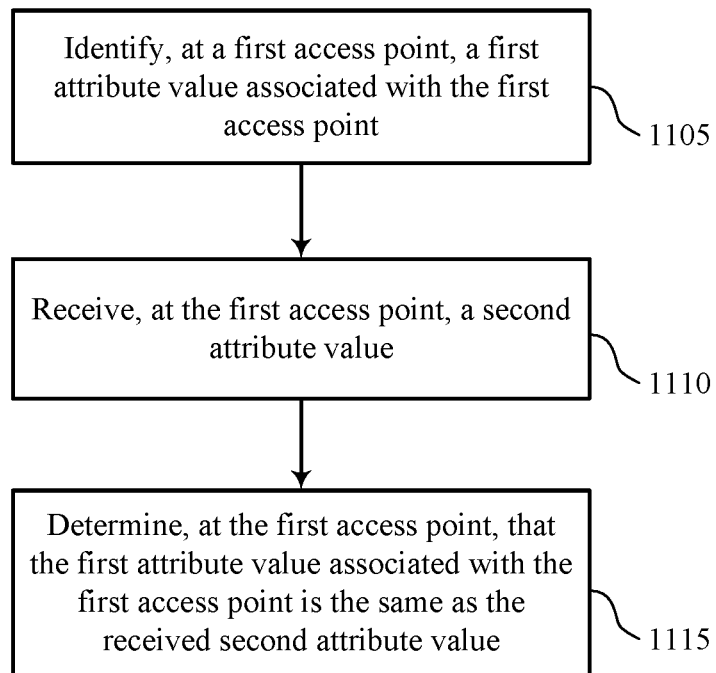 Identify, at a first access point, a first
attribute value associated with the first
access point
1105
Receive, at the first access point, a second
attribute value
1110
Determine, at the first access point, that
the first attribute value associated with the
first access point is the same as the
received second attribute value
1115